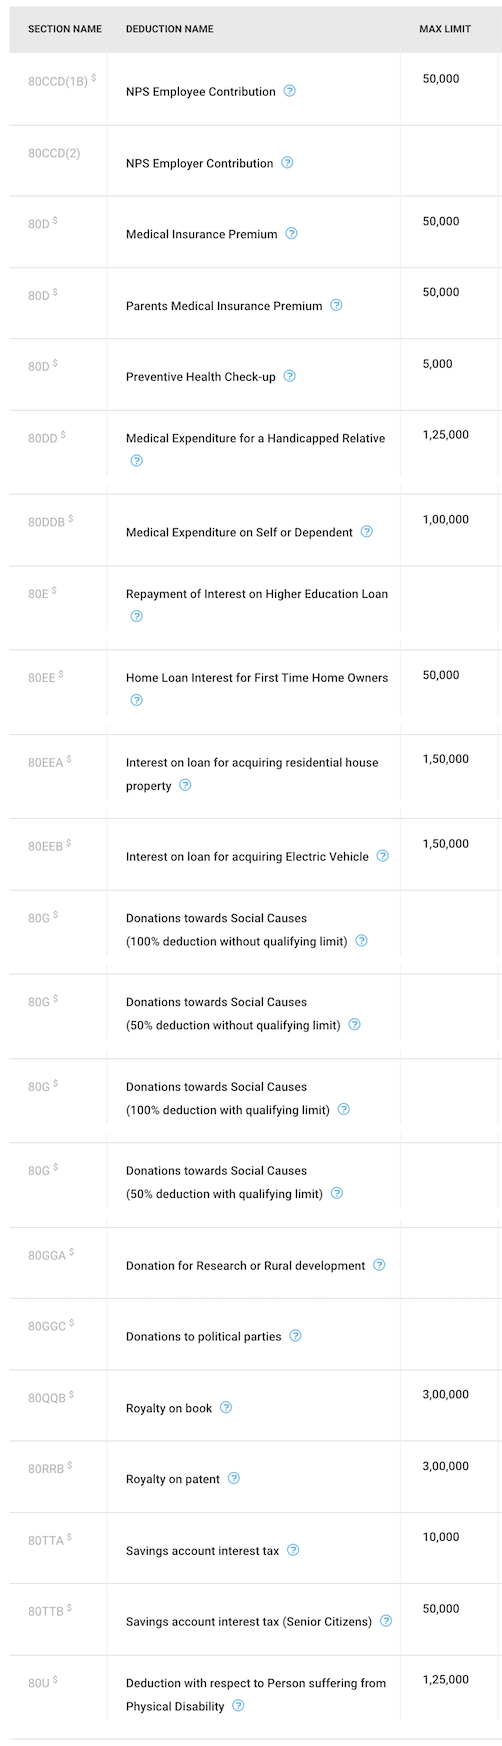 SECTION NAME DEDUCTION NAME MAX LIMIT
80CCD(1B) $ NPS Employee Contribution ? 50,000
80CCD(2) NPS Employer Contribution ?
80D $ Medical Insurance Premium ? 50,000
80D $ Parents Medical Insurance Premium ? 50,000
80D $ Preventive Health Check-up ? 5,000
80DD $ Medical Expenditure for a Handicapped Relative 1,25,000
?
80DDB $ Medical Expenditure on Self or Dependent ? 1,00,000
80E $ Repayment of Interest on Higher Education Loan
?
80EE $ Home Loan Interest for First Time Home Owners 50,000
?
80EEA $ Interest on loan for acquiring residential house 1,50,000
property ?
80EEB $ Interest on loan for acquiring Electric Vehicle ? 1,50,000
80G $ Donations towards Social Causes
(100% deduction without qualifying limit) ?
80G $ Donations towards Social Causes
(50% deduction without qualifying limit) ?
80G $ Donations towards Social Causes
(100% deduction with qualifying limit) ?
80G $ Donations towards Social Causes
(50% deduction with qualifying limit) ?
80GGA $ Donation for Research or Rural development ?
80GGC $ Donations to political parties ?
80QQB $ Royalty on book ? 3,00,000
80RRB $ Royalty on patent ? 3,00,000
80TTA $ Savings account interest tax ? 10,000
80TTB $ Savings account interest tax (Senior Citizens) ? 50,000
80U $ Deduction with respect to Person suffering from 1,25,000
Physical Disability ?